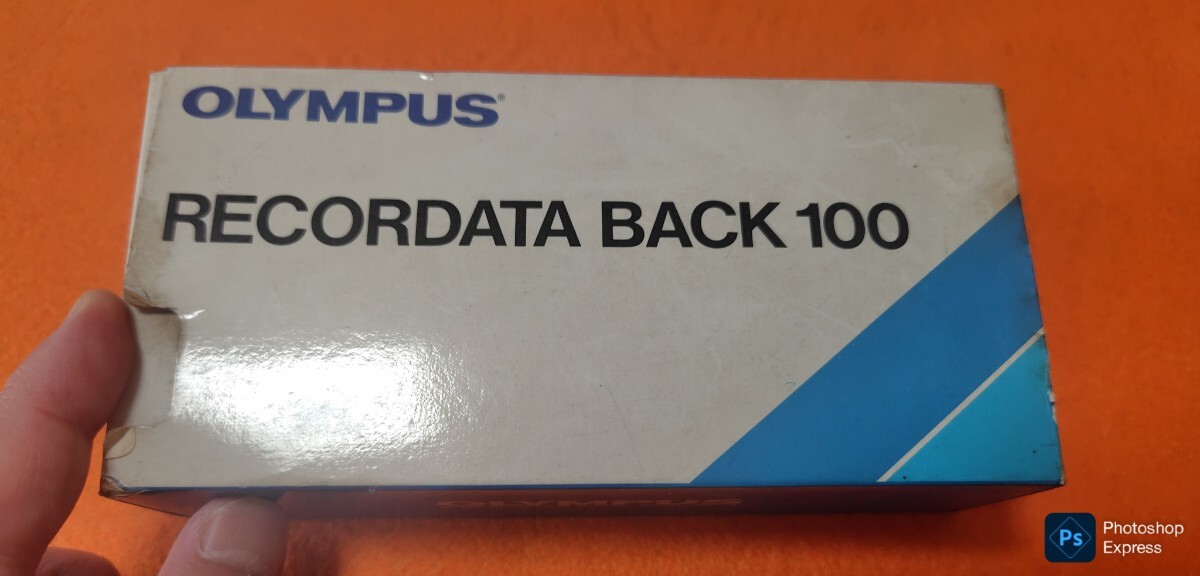 OLYMPUS®
RECORDATA BACK 100
OLYMPUS
Ps
Photoshop
Express